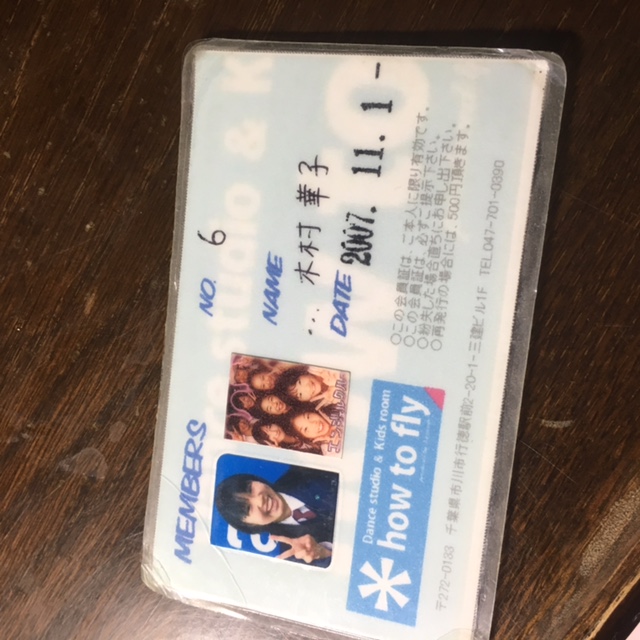 MEMBERS
NO. 6
NAME
木村 華子
DATE 2007. 11. 1 -
Dance studio & Kids room
how to fly
○この会員証は、ご本人に限り有効です。
○この会員証は、必ずご提示下さい。
○紛失した場合直ちにお申し出下さい。
○再発行の場合には、500円頂きます。
〒272-0133 千葉県市川市行徳駅前2-20-1-三建ビル1F TEL047-701-0090